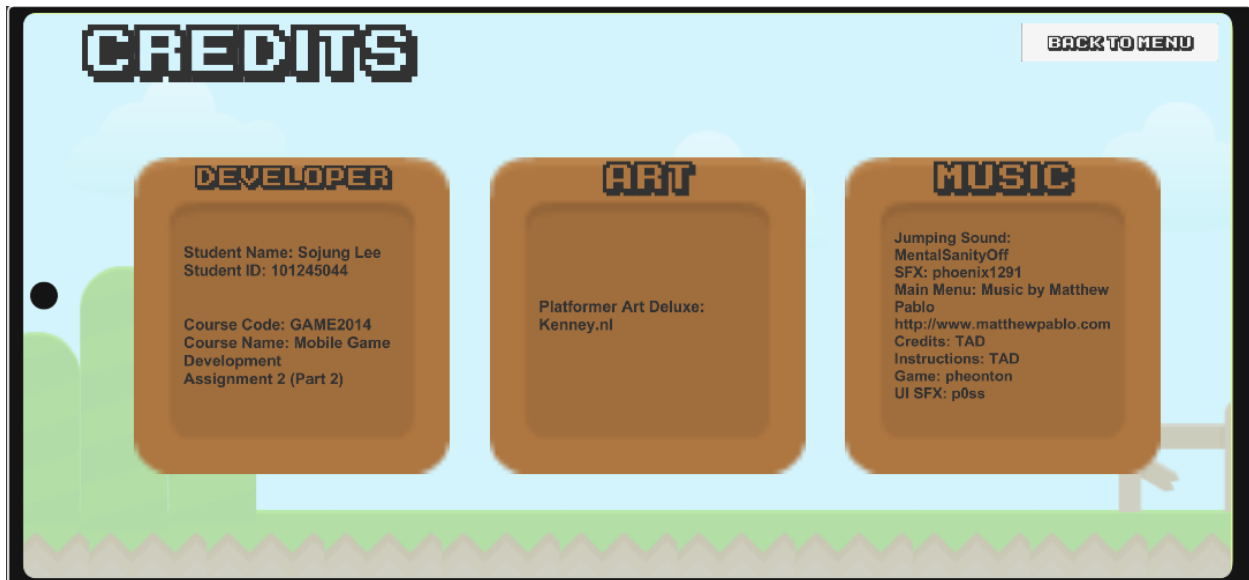 CREDITS
BACK TO MENU
DEVELOPER
Student Name: Sojung Lee
Student ID: 101245044
Course Code: GAME2014
Course Name: Mobile Game
Development
Assignment 2 (Part 2)
ART
Platformer Art Deluxe:
Kenney.nl
MUSIC
Jumping Sound:
MentalSanityOff
SFX: phoenix1291
Main Menu: Music by Matthew
Pablo
http://www.matthewpablo.com
Credits: TAD
Instructions: TAD
Game: pheonton
UI SFX: p0ss